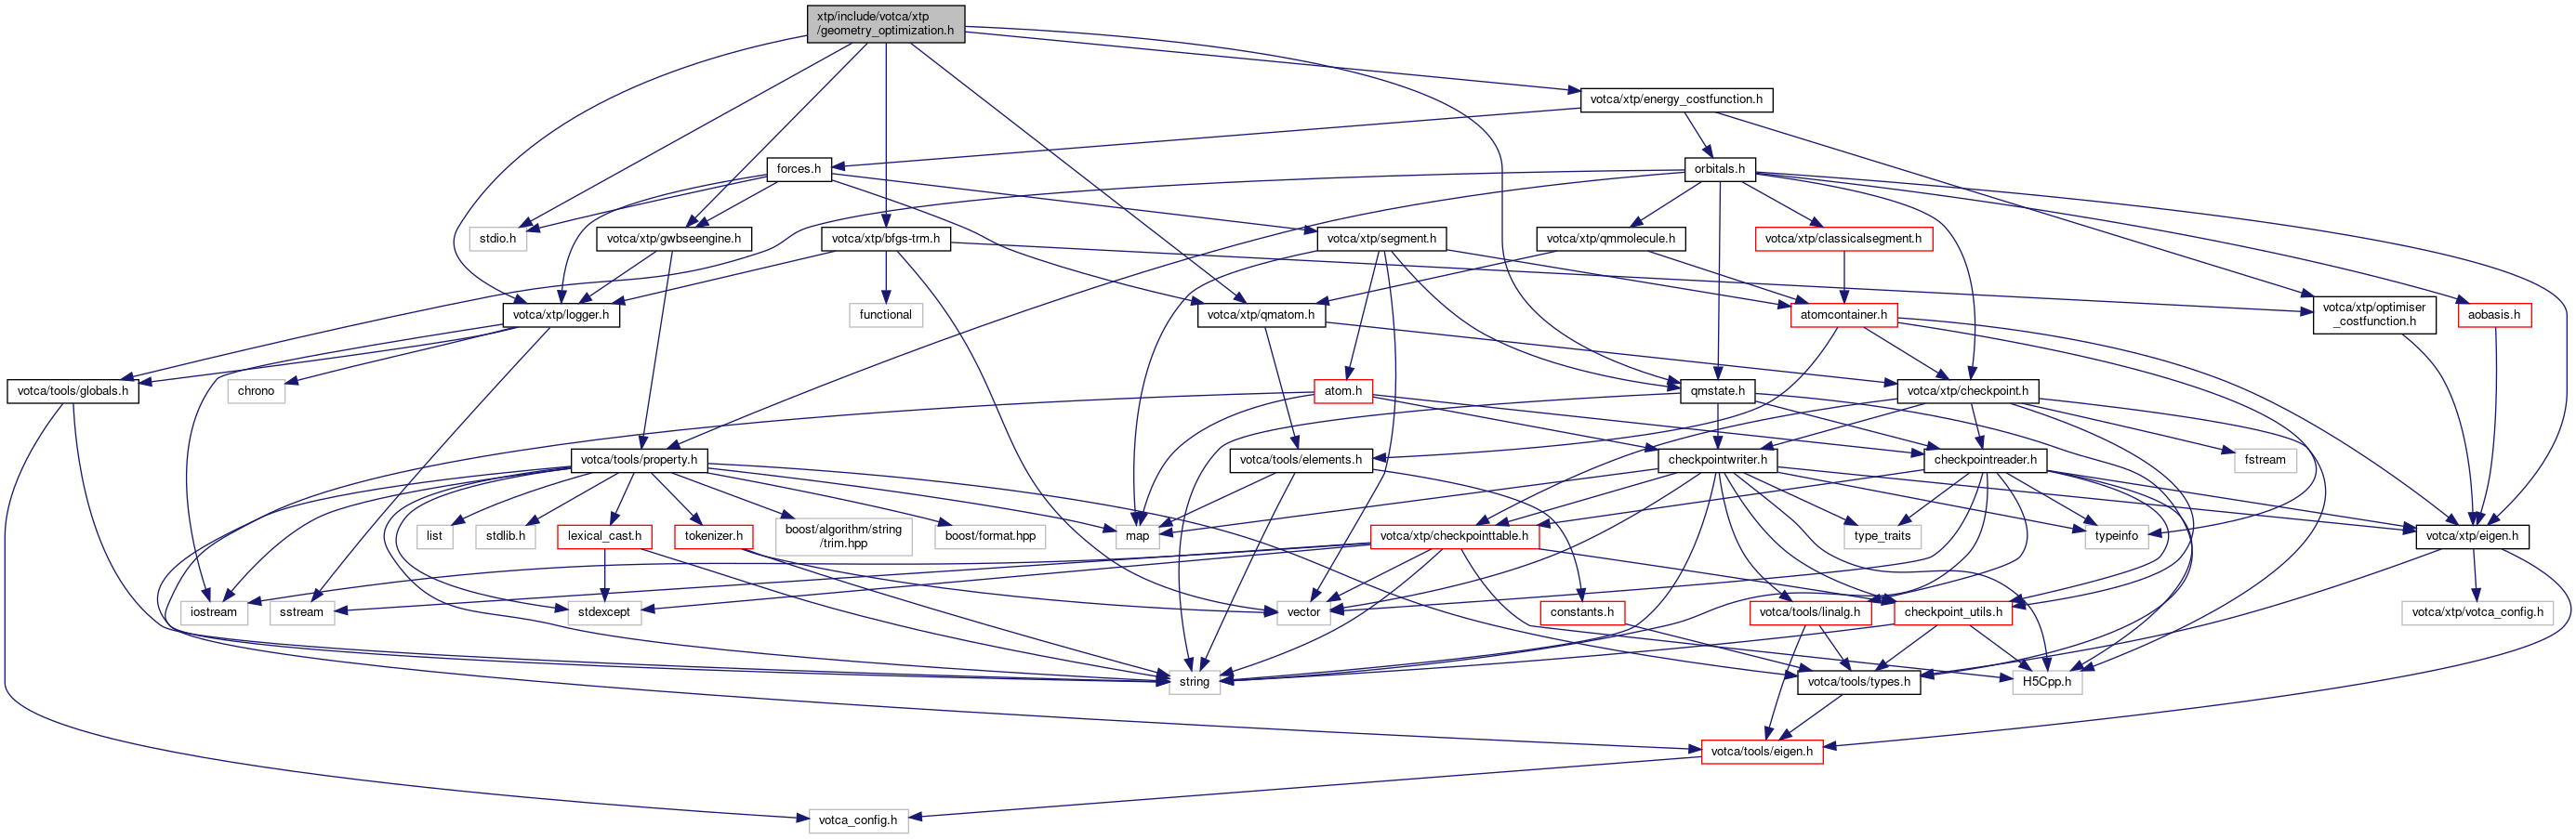 xtp/include/votca/xtp
/geometry_optimization.h
votca/xtp/energy_costfunction.h
forces.h
orbitals.h
stdio.h
votca/xtp/gwbseengine.h
votca/xtp/bfgs-trm.h
votca/xtp/segment.h
votca/xtp/qmmolecule.h
votca/xtp/classicalsegment.h
votca/xtp/logger.h
functional
votca/xtp/qmatom.h
atomcontainer.h
votca/xtp/optimiser
_costfunction.h
aobasis.h
votca/tools/globals.h
chrono
atom.h
qmstate.h
votca/xtp/checkpoint.h
votca/tools/property.h
votca/tools/elements.h
checkpointwriter.h
checkpointreader.h
fstream
list
stdlib.h
lexical_cast.h
tokenizer.h
boost/algorithm/string
/trim.hpp
boost/format.hpp
map
votca/xtp/checkpointtable.h
type_traits
typeinfo
votca/xtp/eigen.h
iostream
sstream
stdexcept
vector
constants.h
votca/tools/linalg.h
checkpoint_utils.h
votca/xtp/votca_config.h
string
votca/tools/types.h
H5Cpp.h
votca/tools/eigen.h
votca_config.h